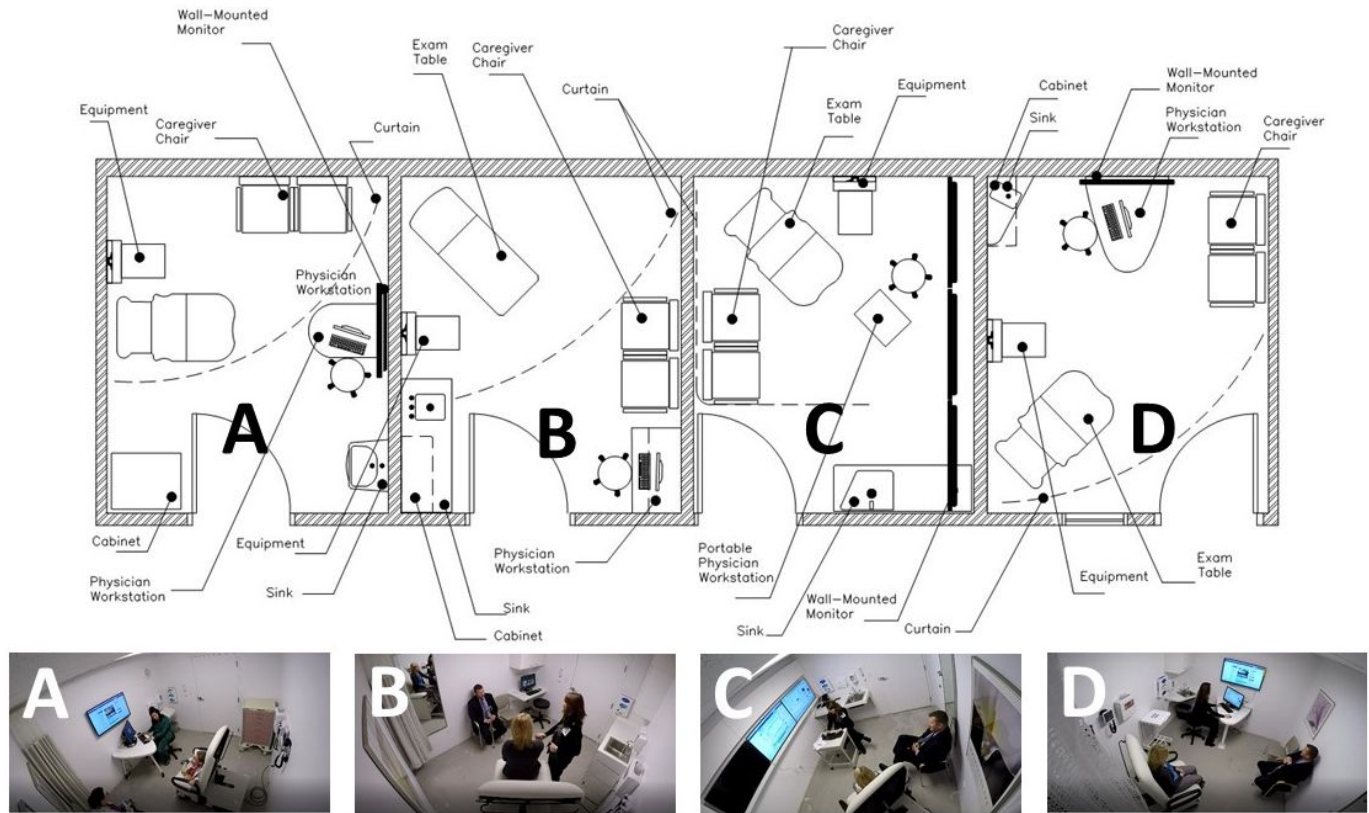 Wall-Mounted
Monitor
Equipment
Caregiver
Chair
Curtain
Exam
Table
Caregiver
Chair
Curtain
Caregiver
Chair
Exam
Table
Equipment
Cabinet
Sink
Wall-Mounted
Monitor
Physician
Workstation
Caregiver
Chair
Physician
Workstation
A
B
C
D
Cabinet
Physician
Workstation
Equipment
Sink
Physician
Workstation
Sink
Cabinet
Portable
Physician
Workstation
Sink
Wall-Mounted
Monitor
Curtain
Equipment
Exam
Table
A
B
C
D